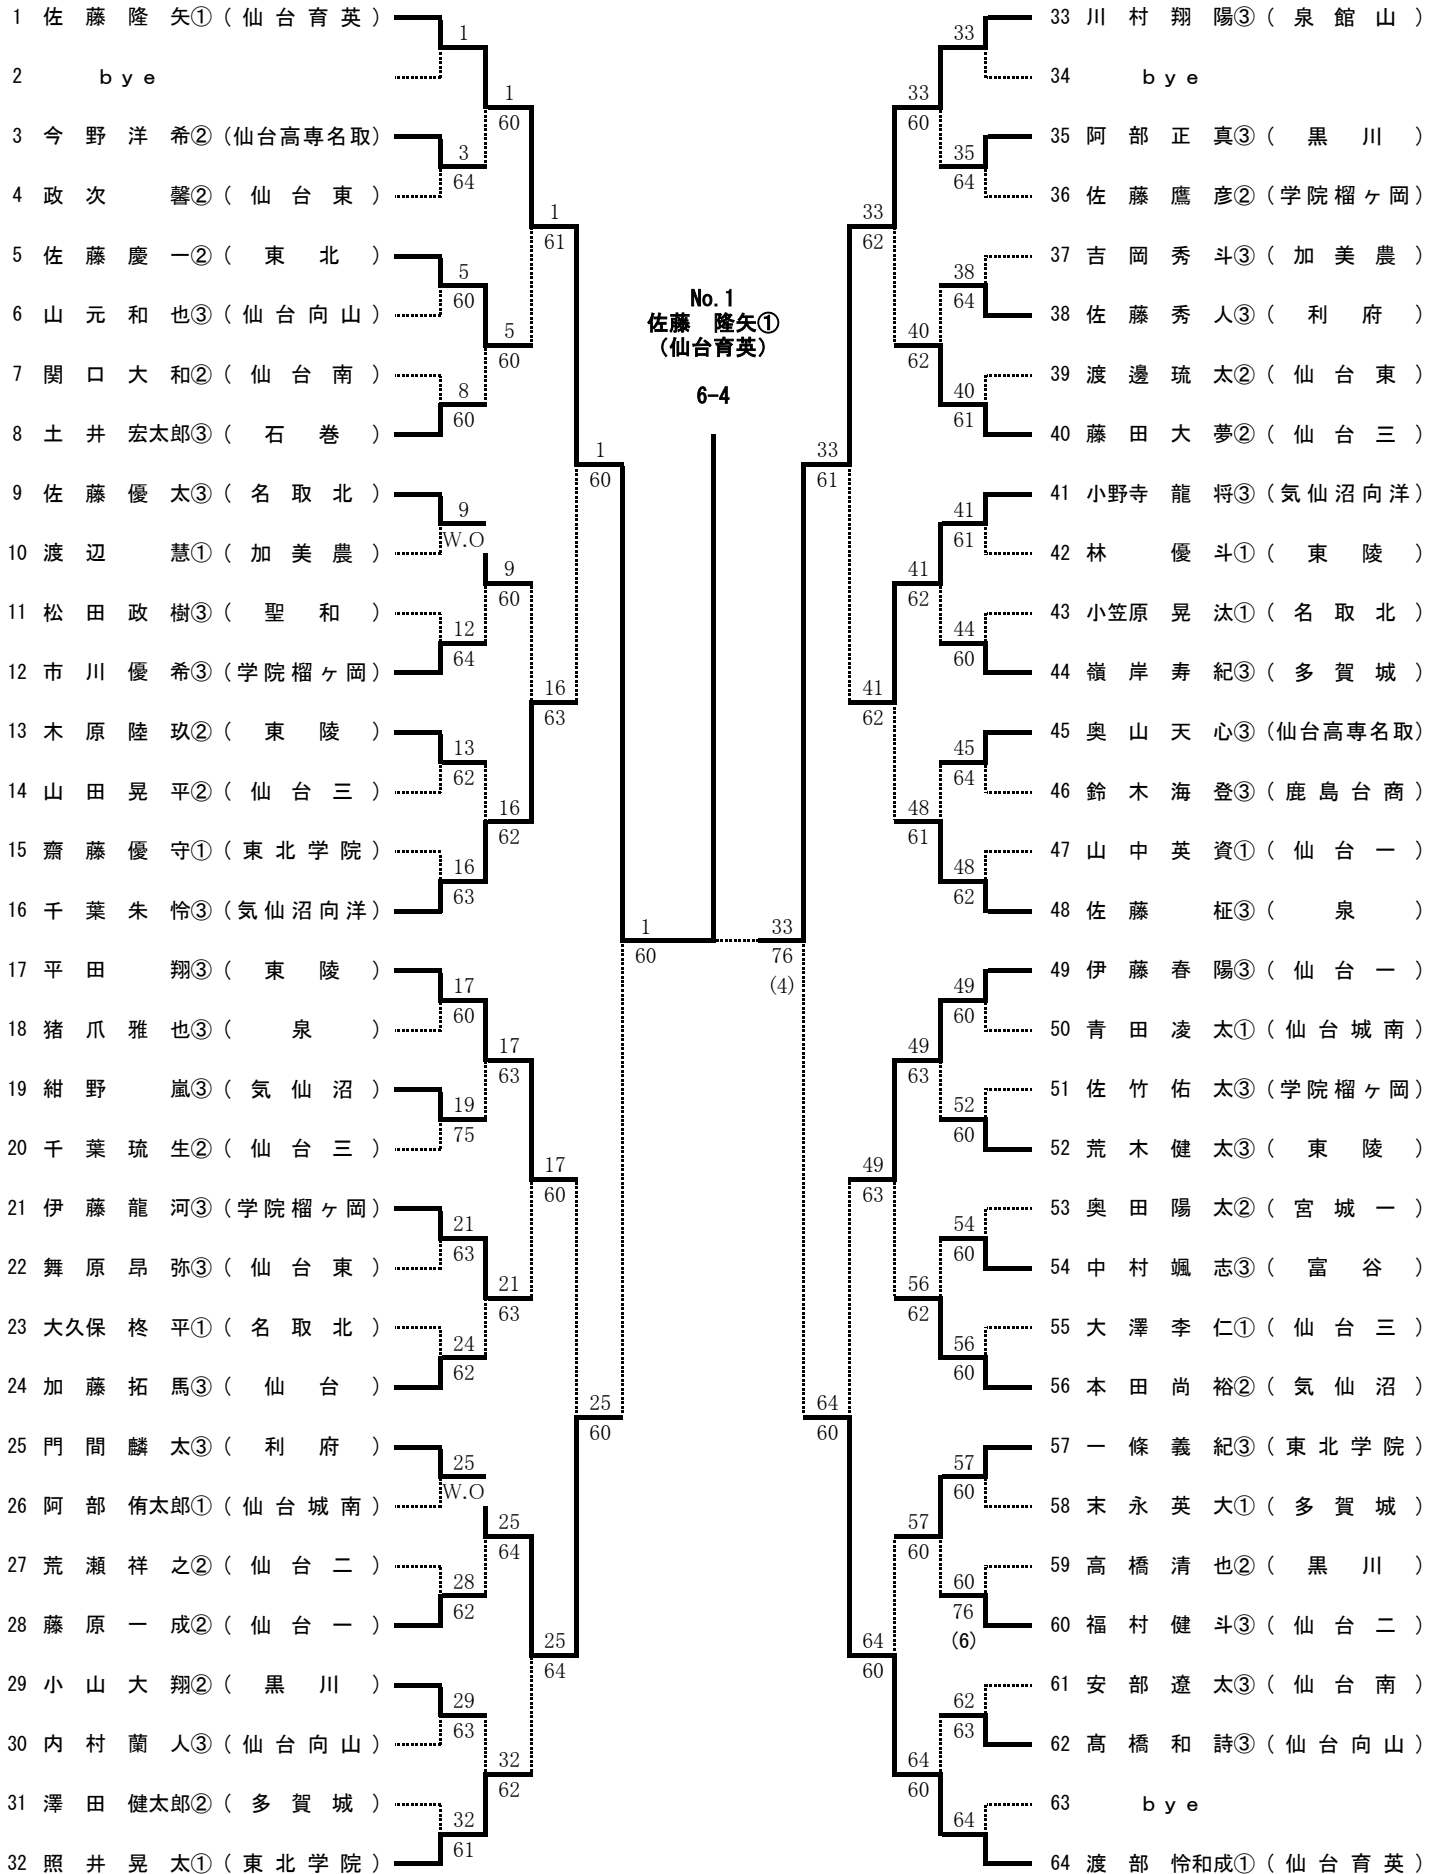 1 佐藤隆矢① (仙台育英)
2 bye
3 今野洋希② (仙台高専名取)
4 政次馨② (仙台東)
5 佐藤慶一② (東北)
6 山元和也③ (仙台向山)
7 関口大和② (仙台南)
8 土井宏太郎③ (石巻)
9 佐藤優太③ (名取北)
10 渡辺慧① (加美農)
11 松田政樹③ (聖和)
12 市川優希③ (学院榴ヶ岡)
13 木原陸玖② (東陵)
14 山田晃平② (仙台三)
15 齋藤優守① (東北学院)
16 千葉朱怜③ (気仙沼向洋)
17 平田翔③ (東陵)
18 猪爪雅也③ (泉)
19 紺野嵐③ (気仙沼)
20 千葉琉生② (仙台三)
21 伊藤龍河③ (学院榴ヶ岡)
22 舞原昂弥③ (仙台東)
23 大久保柊平① (名取北)
24 加藤拓馬③ (仙台)
25 門間麟太③ (利府)
26 阿部侑太郎① (仙台城南)
27 荒瀬祥之② (仙台二)
28 藤原一成② (仙台一)
29 小山大翔② (黒川)
30 内村蘭人③ (仙台向山)
31 澤田健太郎② (多賀城)
32 照井晃太① (東北学院)
1
3
64
5
60
8
60
9
W.O
12
64
13
62
16
63
17
60
19
75
21
63
24
62
25
W.O
28
62
29
63
32
61
1
60
5
60
9
60
16
62
17
63
21
63
25
64
32
62
1
61
16
63
17
60
25
64
1
60
25
60
1
60
No.1
佐藤 隆矢①
(仙台育英)
6-4
33
76
(4)
33
61
64
60
33
62
41
62
49
63
64
60
33
60
40
62
41
62
48
61
49
63
56
62
57
60
64
60
33
35
64
38
64
40
61
41
61
44
60
45
64
48
62
49
60
52
60
54
60
56
60
57
60
60
76
(6)
62
63
64
33 川村翔陽③ (泉館山)
34 bye
35 阿部正真③ (黒川)
36 佐藤鷹彦② (学院榴ヶ岡)
37 吉岡秀斗③ (加美農)
38 佐藤秀人③ (利府)
39 渡邊琉太② (仙台東)
40 藤田大夢② (仙台三)
41 小野寺龍将③ (気仙沼向洋)
42 林優斗① (東陵)
43 小笠原晃汰① (名取北)
44 嶺岸寿紀③ (多賀城)
45 奥山天心③ (仙台高専名取)
46 鈴木海登③ (鹿島台商)
47 山中英資① (仙台一)
48 佐藤柾③ (泉)
49 伊藤春陽③ (仙台一)
50 青田凌太① (仙台城南)
51 佐竹佑太③ (学院榴ヶ岡)
52 荒木健太③ (東陵)
53 奥田陽太② (宮城一)
54 中村颯志③ (富谷)
55 大澤李仁① (仙台三)
56 本田尚裕② (気仙沼)
57 一條義紀③ (東北学院)
58 末永英大① (多賀城)
59 高橋清也② (黒川)
60 福村健斗③ (仙台二)
61 安部遼太③ (仙台南)
62 髙橋和詩③ (仙台向山)
63 bye
64 渡部怜和成① (仙台育英)